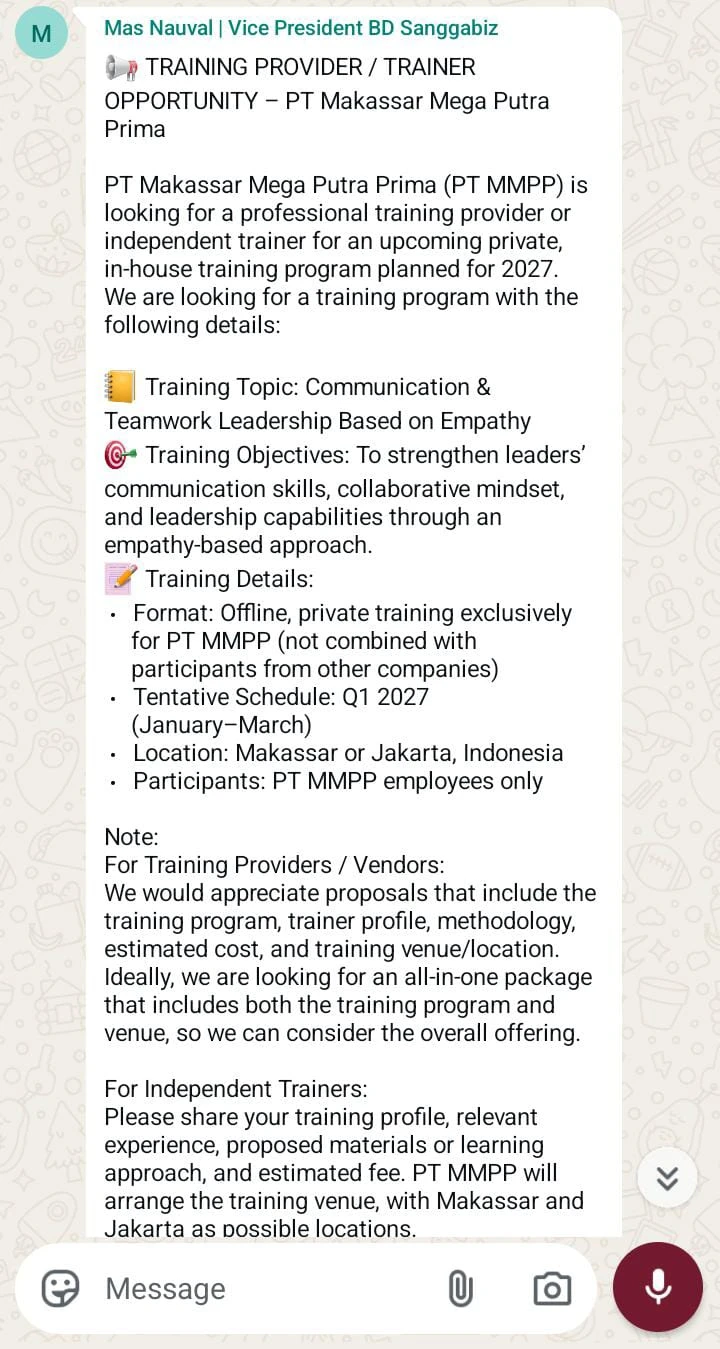 M
Mas Nauval | Vice President BD Sanggabiz
TRAINING PROVIDER / TRAINER
OPPORTUNITY – PT Makassar Mega Putra
Prima
PT Makassar Mega Putra Prima (PT MMPP) is
looking for a professional training provider or
independent trainer for an upcoming private,
in-house training program planned for 2027.
We are looking for a training program with the
following details:
Training Topic: Communication &
Teamwork Leadership Based on Empathy
Training Objectives: To strengthen leaders’
communication skills, collaborative mindset,
and leadership capabilities through an
empathy-based approach.
Training Details:
• Format: Offline, private training exclusively
for PT MMPP (not combined with
participants from other companies)
• Tentative Schedule: Q1 2027
(January–March)
• Location: Makassar or Jakarta, Indonesia
• Participants: PT MMPP employees only
Note:
For Training Providers / Vendors:
We would appreciate proposals that include the
training program, trainer profile, methodology,
estimated cost, and training venue/location.
Ideally, we are looking for an all-in-one package
that includes both the training program and
venue, so we can consider the overall offering.
For Independent Trainers:
Please share your training profile, relevant
experience, proposed materials or learning
approach, and estimated fee. PT MMPP will
arrange the training venue, with Makassar and
Jakarta as possible locations.
Message